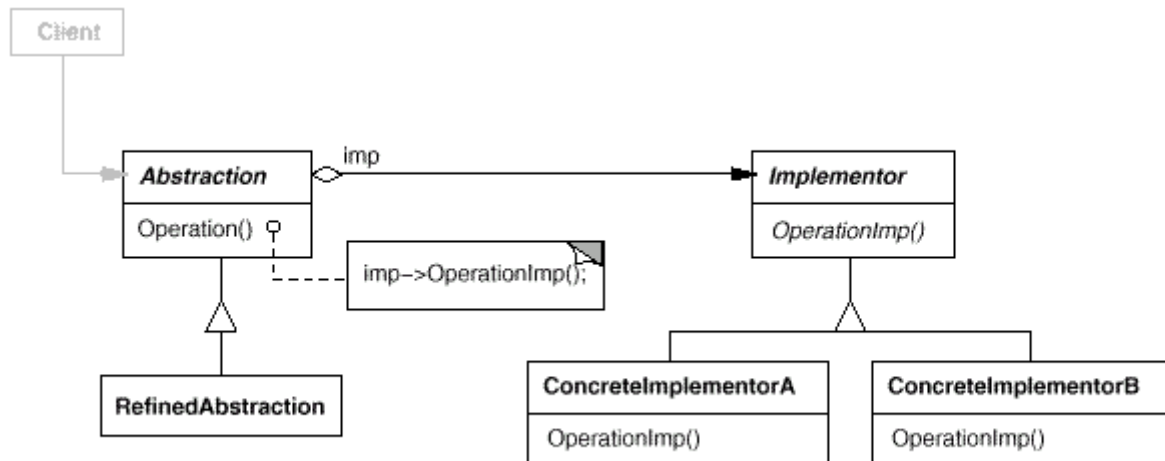 Client
imp
Abstraction
Implementor
Operation()
OperationImp()
imp->OperationImp();
RefinedAbstraction
ConcreteImplementorA
ConcreteImplementorB
OperationImp()
OperationImp()